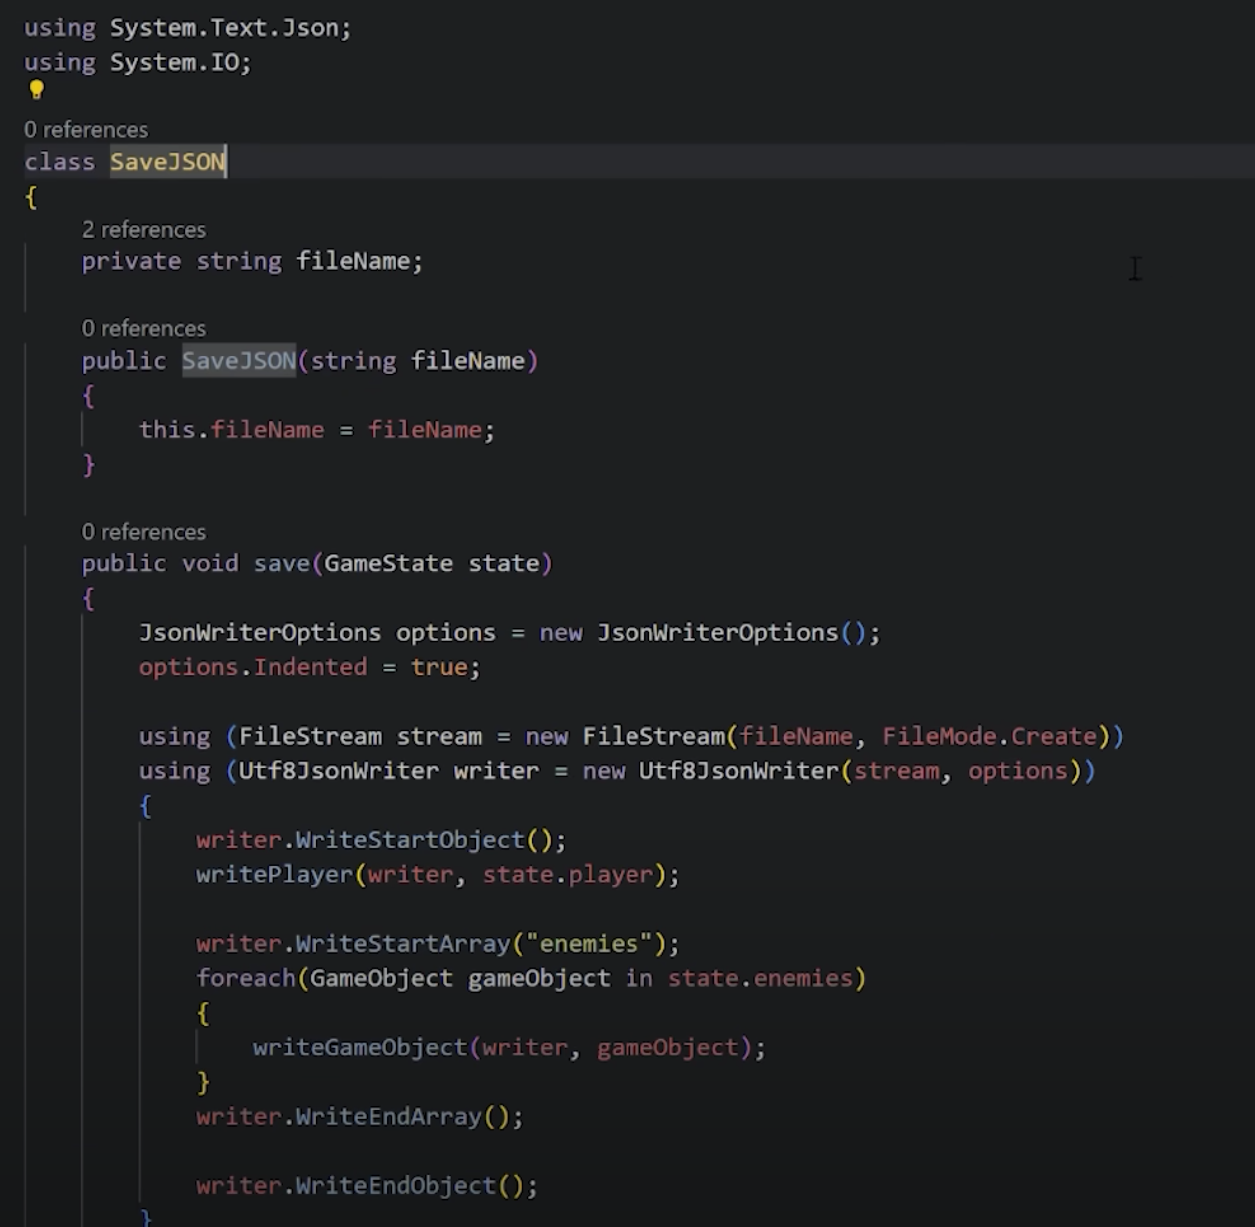 using System.Text.Json;
using System.IO;
0 references
class SaveJSON
{
2 references
private string fileName;
0 references
public SaveJSON(string fileName)
{
this.fileName = fileName;
}
0 references
public void save(GameState state)
{
JsonWriterOptions options = new JsonWriterOptions();
options.Indented = true;
using (FileStream stream = new FileStream(fileName, FileMode.Create))
using (Utf8JsonWriter writer = new Utf8JsonWriter(stream, options))
{
writer.WriteStartObject();
writePlayer(writer, state.player);
writer.WriteStartArray("enemies");
foreach(GameObject gameObject in state.enemies)
{
writeGameObject(writer, gameObject);
}
writer.WriteEndArray();
writer.WriteEndObject();
}